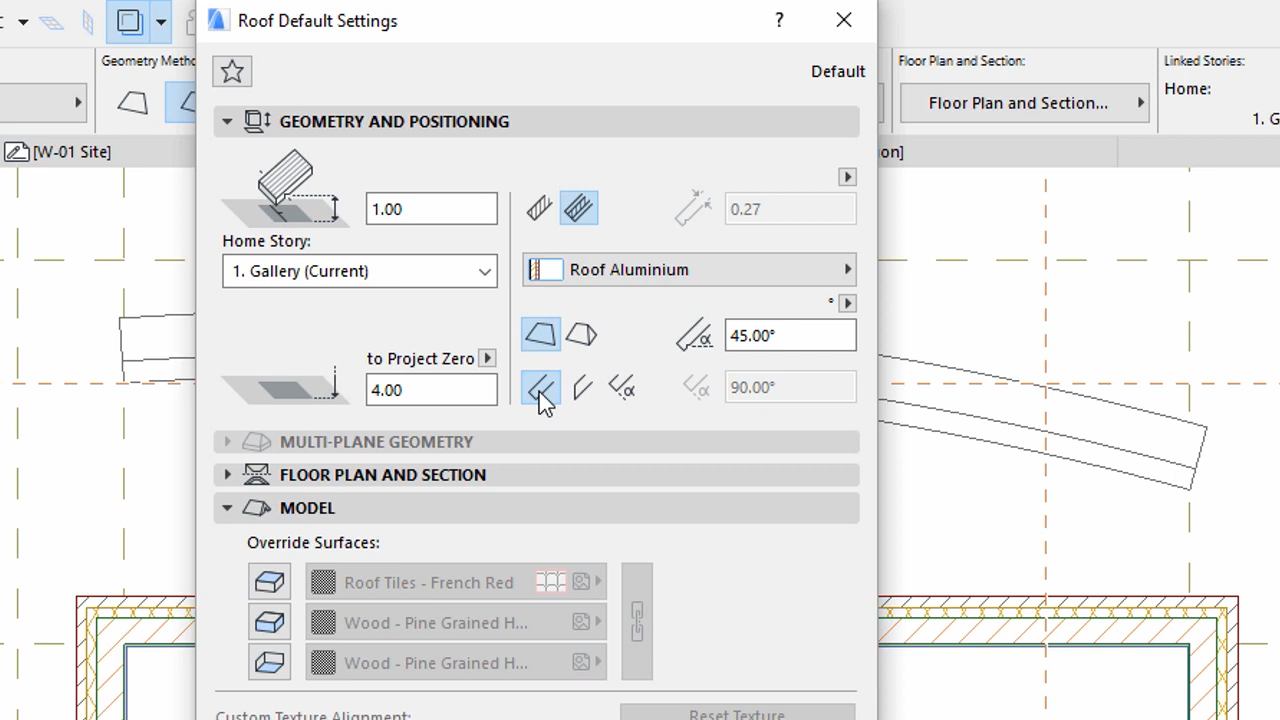 Roof Default Settings
?
Geometry Metho
Default
Floor Plan and Section:
Linked Stories:
Home:
Floor Plan and Section...
1. G
GEOMETRY AND POSITIONING
[W-01 Site]
on]
1.00
0.27
Home Story:
1. Gallery (Current)
Roof Aluminium
°
45.00°
to Project Zero
4.00
α
90.00°
MULTI-PLANE GEOMETRY
FLOOR PLAN AND SECTION
MODEL
Override Surfaces:
Roof Tiles - French Red
Wood - Pine Grained H...
Wood - Pine Grained H...
Custom Texture Alignment:
Reset Texture